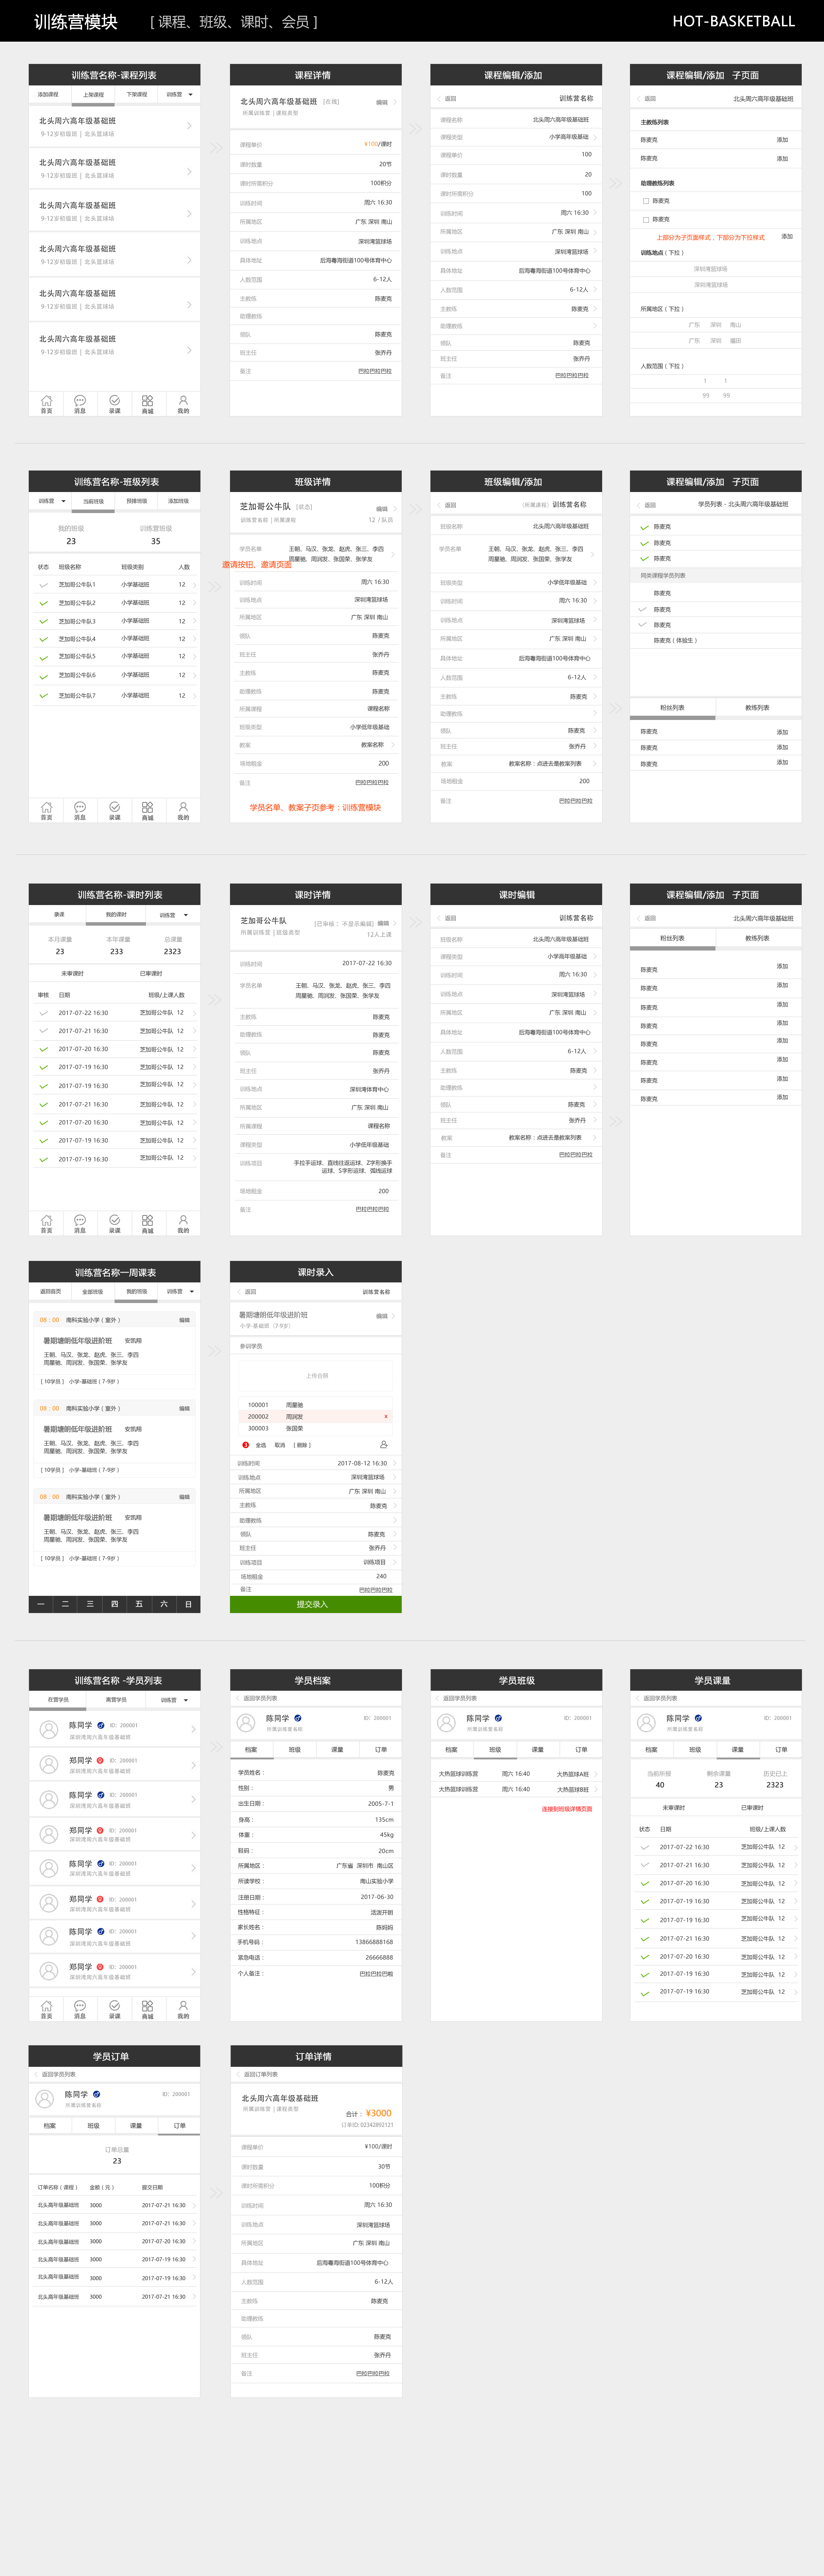 训练营模块 [ 课程、班级、课时、会员 ] HOT-BASKETBALL
训练营名称-课程列表
添加课程 上架课程 下架课程 训练营
北头周六高年级基础班
9-12岁初级班 | 北头篮球场
北头周六高年级基础班
9-12岁初级班 | 北头篮球场
北头周六高年级基础班
9-12岁初级班 | 北头篮球场
北头周六高年级基础班
9-12岁初级班 | 北头篮球场
北头周六高年级基础班
9-12岁初级班 | 北头篮球场
北头周六高年级基础班
9-12岁初级班 | 北头篮球场
首页 消息 录课 商城 我的
课程详情
北头周六高年级基础班 [在线] 编辑
所属训练营 | 课程类型
课程单价 ¥100/课时
课时数量 20节
课时所需积分 100积分
训练时间 周六 16:30
所属地区 广东 深圳 南山
训练地点 深圳湾篮球场
具体地址 后海毒海街道100号体育中心
人数范围 6-12人
主教练 陈麦克
助理教练
领队 陈麦克
班主任 张乔丹
备注 巴拉巴拉巴拉
课程编辑/添加
返回 训练营名称
课程名称 北头周六高年级基础班
课程类型 小学高年级基础
课程单价 100
课时数量 20
课时所需积分 100
训练时间 周六 16:30
所属地区 广东 深圳 南山
训练地点 深圳湾篮球场
具体地址 后海毒海街道100号体育中心
人数范围 6-12人
主教练 陈麦克
助理教练
领队 陈麦克
班主任 张乔丹
备注 巴拉巴拉巴拉
课程编辑/添加 子页面
返回 北头周六高年级基础班
主教练列表
陈麦克 添加
陈麦克 添加
助理教练列表
陈麦克
陈麦克
上部分为子页面样式，下部分为下拉样式 添加
训练地点（下拉）
深圳湾篮球场
深圳湾篮球场
所属地区（下拉）
广东 深圳 南山
广东 深圳 福田
人数范围（下拉）
1 1
99 99
训练营名称-班级列表
训练营 当前班级 预排班级 添加班级
我的班级 训练营班级
23 35
状态 班级名称 班级类别 人数
芝加哥公牛队1 小学基础班 12
芝加哥公牛队2 小学基础班 12
芝加哥公牛队3 小学基础班 12
芝加哥公牛队4 小学基础班 12
芝加哥公牛队5 小学基础班 12
芝加哥公牛队6 小学基础班 12
芝加哥公牛队7 小学基础班 12
首页 消息 录课 商城 我的
班级详情
芝加哥公牛队 [状态] 编辑
训练营名称 | 所属课程 12 / 队员
学员名单 王朝、马汉、张龙、赵虎、张三、李四
周星驰、周润发、张国荣、张学友
邀请按钮，邀请页面
训练时间 周六 16:30
训练地点 深圳湾篮球场
所属地区 广东 深圳 南山
领队 陈麦克
班主任 张乔丹
主教练 陈麦克
助理教练 陈麦克
所属课程 课程名称
班级类型 小学低年级基础
教案 教案名称
场地租金 200
备注 巴拉巴拉巴拉
学员名单、教案子页参考：训练营模块
班级编辑/添加
返回 （所属课程）训练营名称
班级名称 北头周六高年级基础班
学员名单 王朝、马汉、张龙、赵虎、张三、李四
周星驰、周润发、张国荣、张学友
班级类型 小学低年级基础
训练时间 周六 16:30
训练地点 深圳湾篮球场
所属地区 广东 深圳 南山
具体地址 后海毒海街道100号体育中心
人数范围 6-12人
主教练 陈麦克
助理教练
领队 陈麦克
班主任 张乔丹
教案 教案名称：点进去是教案列表
场地租金 200
备注 巴拉巴拉巴拉
课程编辑/添加 子页面
返回 学员列表 - 北头周六高年级基础班
陈麦克
陈麦克
陈麦克
同类课程学员列表
陈麦克
陈麦克
陈麦克
陈麦克（体验生）
粉丝列表 教练列表
陈麦克 添加
陈麦克 添加
陈麦克 添加
训练营名称-课时列表
录课 我的课时 训练营
本月课量 本年课量 总课量
23 233 2323
未审课时 已审课时
审核 日期 班级/上课人数
2017-07-22 16:30 芝加哥公牛队 12
2017-07-21 16:30 芝加哥公牛队 12
2017-07-20 16:30 芝加哥公牛队 12
2017-07-19 16:30 芝加哥公牛队 12
2017-07-19 16:30 芝加哥公牛队 12
2017-07-21 16:30 芝加哥公牛队 12
2017-07-20 16:30 芝加哥公牛队 12
2017-07-19 16:30 芝加哥公牛队 12
2017-07-19 16:30 芝加哥公牛队 12
首页 消息 录课 商城 我的
课时详情
芝加哥公牛队 [已审核： 不显示编辑] 编辑
所属训练营 | 班级类型 12人上课
训练时间 2017-07-22 16:30
学员名单 王朝、马汉、张龙、赵虎、张三、李四
周星驰、周润发、张国荣、张学友
主教练 陈麦克
助理教练 陈麦克
领队 陈麦克
班主任 张乔丹
训练地点 深圳湾体育中心
所属地区 广东 深圳 南山
所属课程 课程名称
课程类型 小学低年级基础
训练项目 手拉手运球、直线往返运球、Z字形换手
运球、S字形运球、弧线运球
场地租金 200
备注 巴拉巴拉巴拉
课时编辑
返回 训练营名称
班级名称 北头周六高年级基础班
课程类型 小学高年级基础
训练时间 周六 16:30
训练地点 深圳湾篮球场
所属地区 广东 深圳 南山
具体地址 后海毒海街道100号体育中心
人数范围 6-12人
主教练 陈麦克
助理教练
领队 陈麦克
班主任 张乔丹
教案 教案名称：点进去是教案列表
备注 巴拉巴拉巴拉
课程编辑/添加 子页面
返回 北头周六高年级基础班
粉丝列表 教练列表
陈麦克 添加
陈麦克 添加
陈麦克 添加
陈麦克 添加
陈麦克 添加
陈麦克 添加
陈麦克 添加
陈麦克 添加
训练营名称一周课表
返回首页 全部班级 我的班级 训练营
08：00 南科实验小学（室外） 编辑
暑期塘朗低年级进阶班 安凯翔
王朝、马汉、张龙、赵虎、张三、李四
周星驰、周润发、张国荣、张学友
[ 10学员 ] 小学-基础班（7-9岁）
08：00 南科实验小学（室外） 编辑
暑期塘朗低年级进阶班 安凯翔
王朝、马汉、张龙、赵虎、张三、李四
周星驰、周润发、张国荣、张学友
[ 10学员 ] 小学-基础班（7-9岁）
08：00 南科实验小学（室外） 编辑
暑期塘朗低年级进阶班 安凯翔
王朝、马汉、张龙、赵虎、张三、李四
周星驰、周润发、张国荣、张学友
[ 10学员 ] 小学-基础班（7-9岁）
一 二 三 四 五 六 日
课时录入
返回 训练营名称
暑期塘朗低年级进阶班 编辑
小学-基础班（7-9岁）
参训学员
上传合牌
100001 周星驰
200002 周润发 x
300003 张国荣
3 全选 取消 [ 删除 ]
训练时间 2017-08-12 16:30
训练地点 深圳湾篮球场
所属地区 广东 深圳 南山
主教练 陈麦克
助理教练
领队 陈麦克
班主任 张乔丹
训练项目 训练项目
场地租金 240
备注 巴拉巴拉巴拉
提交录入
训练营名称 -学员列表
在营学员 离营学员 训练营
陈同学 ID：200001
深圳湾周六高年级基础班
郑同学 ID：200001
深圳湾周六高年级基础班
陈同学 ID：200001
深圳湾周六高年级基础班
郑同学 ID：200001
深圳湾周六高年级基础班
陈同学 ID：200001
深圳湾周六高年级基础班
郑同学 ID：200001
深圳湾周六高年级基础班
陈同学 ID：200001
深圳湾周六高年级基础班
郑同学 ID：200001
深圳湾周六高年级基础班
首页 消息 录课 商城 我的
学员档案
返回学员列表
陈同学 ID：200001
所属训练营名称
档案 班级 课量 订单
学员姓名： 陈麦克
性别： 男
出生日期： 2005-7-1
身高： 135cm
体重： 45kg
鞋码： 20cm
所属地区： 广东省 深圳市 南山区
所读学校： 南山实验小学
注册日期： 2017-06-30
性格特征： 活泼开朗
家长姓名： 陈妈妈
手机号码： 13866888168
紧急电话： 26666888
个人备注： 巴拉巴拉巴啦
学员班级
返回学员列表
陈同学 ID：200001
所属训练营名称
档案 班级 课量 订单
大热篮球训练营 周六 16:40 大热篮球A班
大热篮球训练营 周六 16:40 大热篮球B班
连接到班级详情页面
学员课量
返回学员列表
陈同学 ID：200001
所属训练营名称
档案 班级 课量 订单
当前所报 剩余课量 历史已上
40 23 2323
未审课时 已审课时
状态 日期 班级/上课人数
2017-07-22 16:30 芝加哥公牛队 12
2017-07-21 16:30 芝加哥公牛队 12
2017-07-20 16:30 芝加哥公牛队 12
2017-07-19 16:30 芝加哥公牛队 12
2017-07-19 16:30 芝加哥公牛队 12
2017-07-21 16:30 芝加哥公牛队 12
2017-07-20 16:30 芝加哥公牛队 12
2017-07-19 16:30 芝加哥公牛队 12
2017-07-19 16:30 芝加哥公牛队 12
学员订单
返回学员列表
陈同学 ID：200001
所属训练营名称
档案 班级 课量 订单
订单总量
23
订单名称（课程） 金额（元） 提交日期
北头高年级基础班 3000 2017-07-21 16:30
北头高年级基础班 3000 2017-07-21 16:30
北头高年级基础班 3000 2017-07-20 16:30
北头高年级基础班 3000 2017-07-19 16:30
北头高年级基础班 3000 2017-07-19 16:30
北头高年级基础班 3000 2017-07-21 16:30
订单详情
返回订单列表
北头周六高年级基础班
所属训练营 | 课程类型 合计： ¥3000
订单ID:02342802121
课程单价 ¥100/课时
课时数量 30节
课时所需积分 100积分
训练时间 周六 16:30
训练地点 深圳湾篮球场
所属地区 广东 深圳 南山
具体地址 后海毒海街道100号体育中心
人数范围 6-12人
主教练 陈麦克
助理教练
领队 陈麦克
班主任 张乔丹
备注 巴拉巴拉巴拉